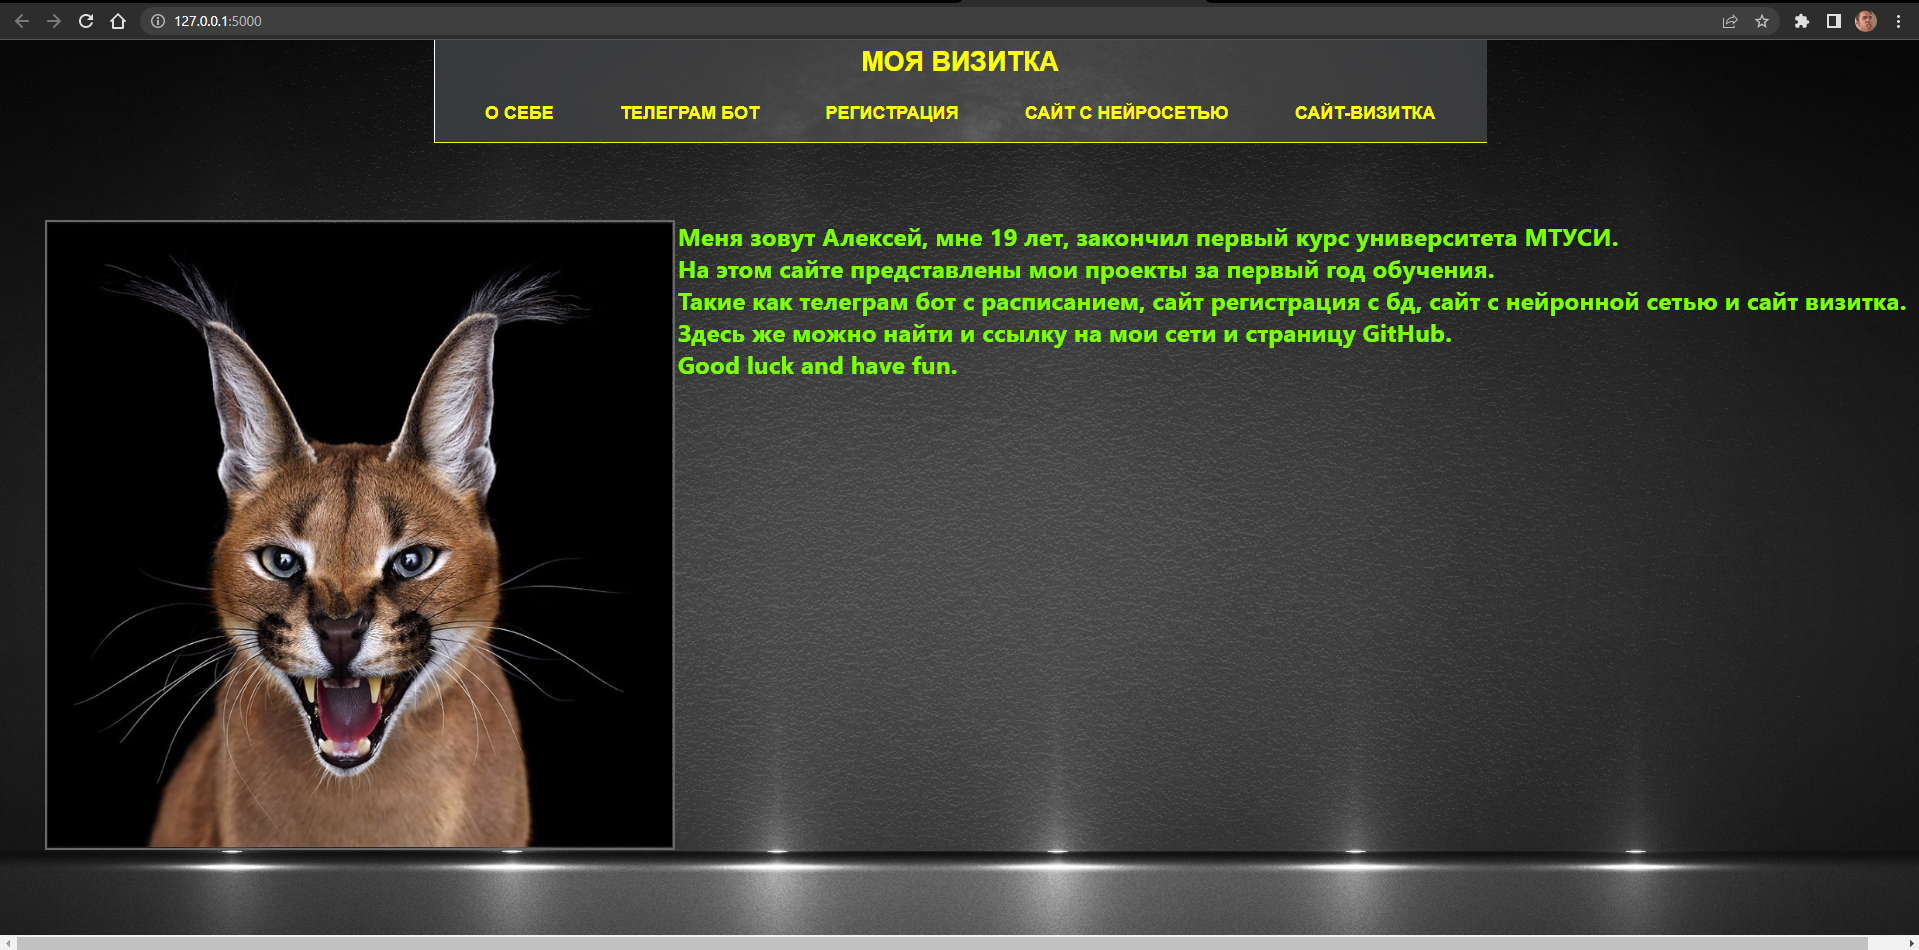 127.0.0.1:5000
МОЯ ВИЗИТКА
О СЕБЕ ТЕЛЕГРАМ БОТ РЕГИСТРАЦИЯ САЙТ С НЕЙРОСЕТЬЮ САЙТ-ВИЗИТКА
Меня зовут Алексей, мне 19 лет, закончил первый курс университета МТУСИ.
На этом сайте представлены мои проекты за первый год обучения.
Такие как телеграм бот с расписанием, сайт регистрация с бд, сайт с нейронной сетью и сайт визитка.
Здесь же можно найти и ссылку на мои сети и страницу GitHub.
Good luck and have fun.